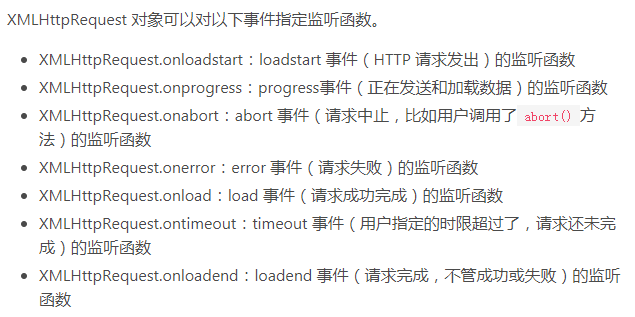 XMLHttpRequest 对象可以对以下事件指定监听函数。
XMLHttpRequest.onloadstart：loadstart 事件（HTTP 请求发出）的监听函数
XMLHttpRequest.onprogress：progress事件（正在发送和加载数据）的监听函数
XMLHttpRequest.onabort：abort 事件（请求中止，比如用户调用了 abort() 方
法）的监听函数
XMLHttpRequest.onerror：error 事件（请求失败）的监听函数
XMLHttpRequest.onload：load 事件（请求成功完成）的监听函数
XMLHttpRequest.ontimeout：timeout 事件（用户指定的时限超过了，请求还未完
成）的监听函数
XMLHttpRequest.onloadend：loadend 事件（请求完成，不管成功或失败）的监听
函数